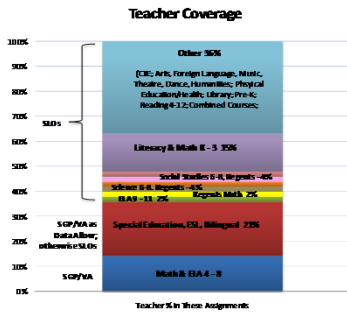 Teacher Coverage
100%
90%
80%
70%
60%
50%
40%
30%
20%
10%
0%
SLOs
SGP/VA as
Data Allow;
otherwise SLOs
SGP/VA
Other 36%
(CTE; Arts, Foreign Language, Music,
Theatre, Dance, Humanities; Physical
Education/Health; Library; Pre-K;
Reading 4-12; Combined Courses;
Literacy & Math K - 3 15%
Social Studies 6-8, Regents -4%
Science 6-8, Regents -4%
Regents Math 2%
ELA 9 - 11 2%
Special Education, ESL, Bilingual 21%
Math & ELA 4 - 8
Teacher % in These Assignments